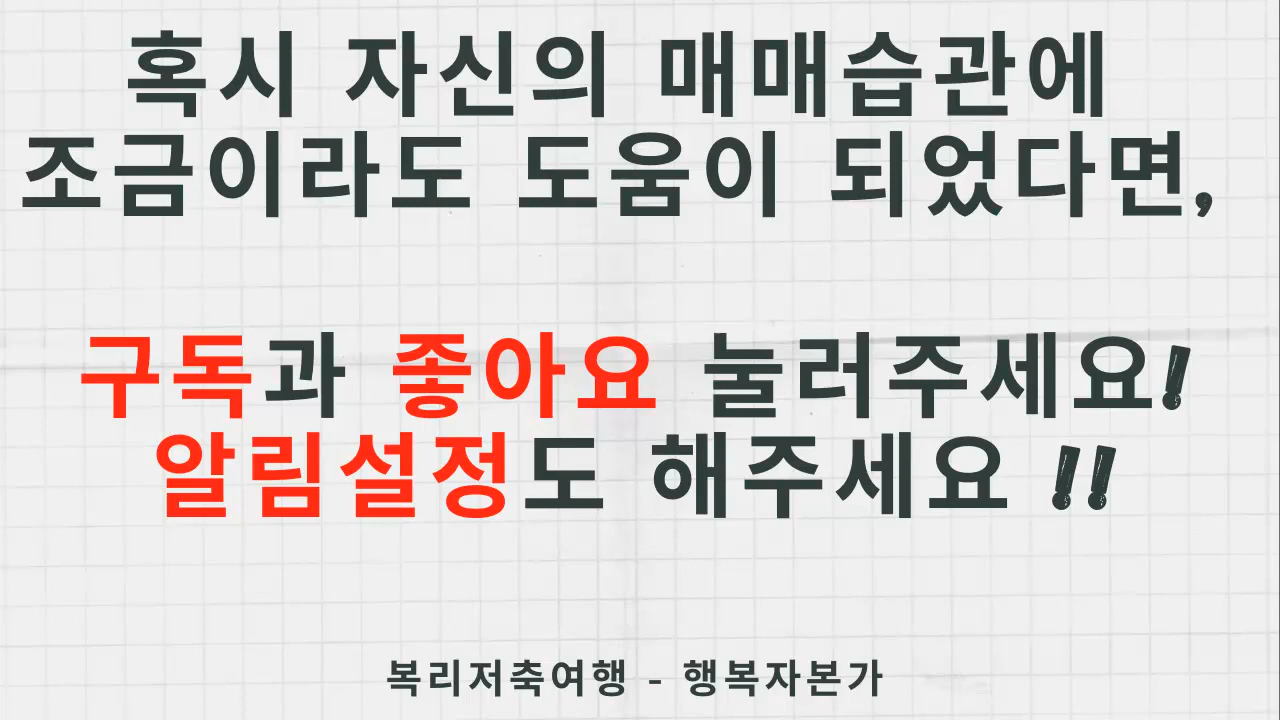 혹시 자신의 매매습관에
조금이라도 도움이 되었다면,
구독과 좋아요 눌러주세요!
알림설정도 해주세요 !!
복리저축여행 - 행복자본가